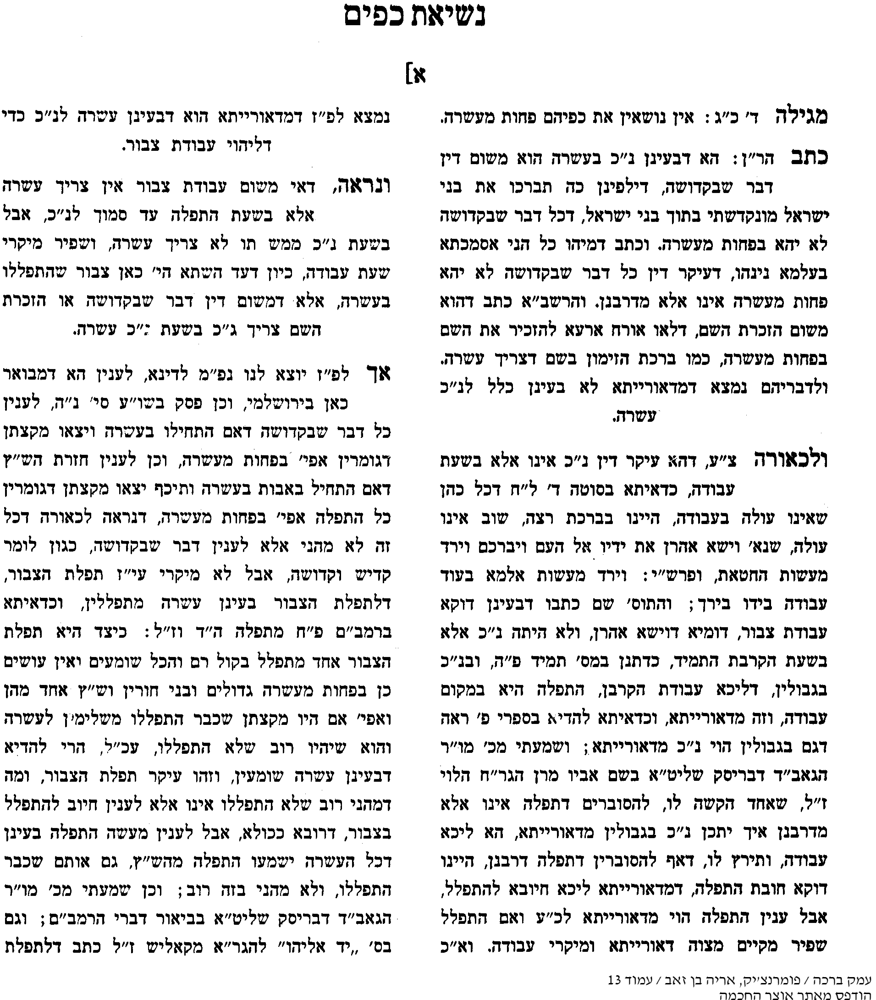 נשיאת כפים
א]
מגילה ד׳ כ״ג: אין נושאין את כפיהם פחות מעשרה.
כתב הר״ן: הא דבעינן נ״כ בעשרה הוא משום דין
דבר שבקדושה, דילפינן כה תברכו את בני
ישראל מונקדשתי בתוך בני ישראל, דכל דבר שבקדושה
לא יהא בפחות מעשרה. וכתב דמיהו כל הני אסמכתא
בעלמא נינהו, דעיקר דין כל דבר שבקדושה לא יהא
פחות מעשרה אינו אלא מדרבנן. והרשב״א כתב דהוא
משום הזכרת השם, דלאו אורח ארעא להזכיר את השם
בפחות מעשרה, כמו ברכת הזימון בשם דצריך עשרה.
ולדבריהם נמצא דמדאורייתא לא בעינן כלל לנ״כ
עשרה.
ולכאורה צ״ע, דהא עיקר דין נ״כ אינו אלא בשעת
עבודה, כדאיתא בסוטה ד׳ ל״ח דכל כהן
שאינו עולה בעבודה, היינו בברכת רצה, שוב אינו
עולה, שנא׳ וישא אהרן את ידיו אל העם ויברכם וירד
מעשות החטאת, ופרש״י: וירד מעשות אלמא בעוד
עבודה בידו בירך; והתוס׳ שם כתבו דבעינן דוקא
עבודת צבור, דומיא דוישא אהרן, ולא היתה נ״כ אלא
בשעת הקרבת התמיד, כדתנן במס׳ תמיד פ״ה, ובנ״כ
בגבולין, דליכא עבודת הקרבן, התפלה היא במקום
עבודה, וזה מדאורייתא, וכדאיתא להדיא בספרי פ׳ ראה
דגם בגבולין הוי נ״כ מדאורייתא; ושמעתי מכ׳ מו״ר
הגאב״ד דבריסק שליט״א בשם אביו מרן הגר״ח הלוי
ז״ל, שאחד הקשה לו, להסוברים דתפלה אינו אלא
מדרבנן איך יתכן נ״כ בגבולין מדאורייתא, הא ליכא
עבודה, ותירץ לו, דאף להסוברין דתפלה דרבנן, היינו
דוקא חובת התפלה, דמדאורייתא ליכא חיובא להתפלל,
אבל ענין התפלה הוי מדאורייתא לכ״ע ואם התפלל
שפיר מקיים מצוה דאורייתא ומיקרי עבודה. וא״כ
נמצא לפ״ז דמדאורייתא הוא דבעינן עשרה לנ״כ כדי
דליהוי עבודת צבור.
ונראה, דאי משום עבודת צבור אין צריך עשרה
אלא בשעת התפלה עד סמוך לנ״כ, אבל
בשעת נ״כ ממש תו לא צריך עשרה, ושפיר מיקרי
שעת עבודה, כיון דעד השתא הי׳ כאן צבור שהתפללו
בעשרה, אלא דמשום דין דבר שבקדושה או הזכרת
השם צריך ג״כ בשעת נ״כ עשרה.
אך לפ״ז יוצא לנו נפ״מ לדינא, לענין הא דמבואר
כאן בירושלמי, וכן פסק בשו״ע סי׳ נ״ה, לענין
כל דבר שבקדושה דאם התחילו בעשרה ויצאו מקצתן
דגומרין אפי׳ בפחות מעשרה, וכן לענין חזרת הש״ץ
דאם התחיל באבות בעשרה ותיכף יצאו מקצתן דגומרין
כל התפלה אפי׳ בפחות מעשרה, דנראה לכאורה דכל
זה לא מהני אלא לענין דבר שבקדושה, כגון לומר
קדיש וקדושה, אבל לא מיקרי עי״ז תפלת הצבור,
דלתפלת הצבור בעינן עשרה מתפללין, וכדאיתא
ברמב״ם פ״ח מתפלה ה״ד וז״ל: כיצד היא תפלת
הצבור אחד מתפלל בקול רם והכל שומעים ואין עושים
כן בפחות מעשרה גדולים ובני חורין וש״ץ אחד מהן
ואפי׳ אם היו מקצתן שכבר התפללו משלימין לעשרה
והוא שיהיו רוב שלא התפללו, עכ״ל, הרי להדיא
דבעינן עשרה שומעין, וזהו עיקר תפלת הצבור, ומה
דמהני רוב שלא התפללו אינו אלא לענין חיוב להתפלל
בצבור, דרובא ככולא, אבל לענין מעשה התפלה בעינן
דכל העשרה ישמעו התפלה מהש״ץ, גם אותם שכבר
התפללו, ולא מהני בזה רוב; וכן שמעתי מכ׳ מו״ר
הגאב״ד דבריסק שליט״א בביאור דברי הרמב״ם; וגם
בס׳ „יד אליהו״ להגר״א מקאליש ז״ל כתב דלתפלת
עמק ברכה / פומרנצ׳יק, אריה בן זאב / עמוד 13
הודפס מאתר אוצר החכמה